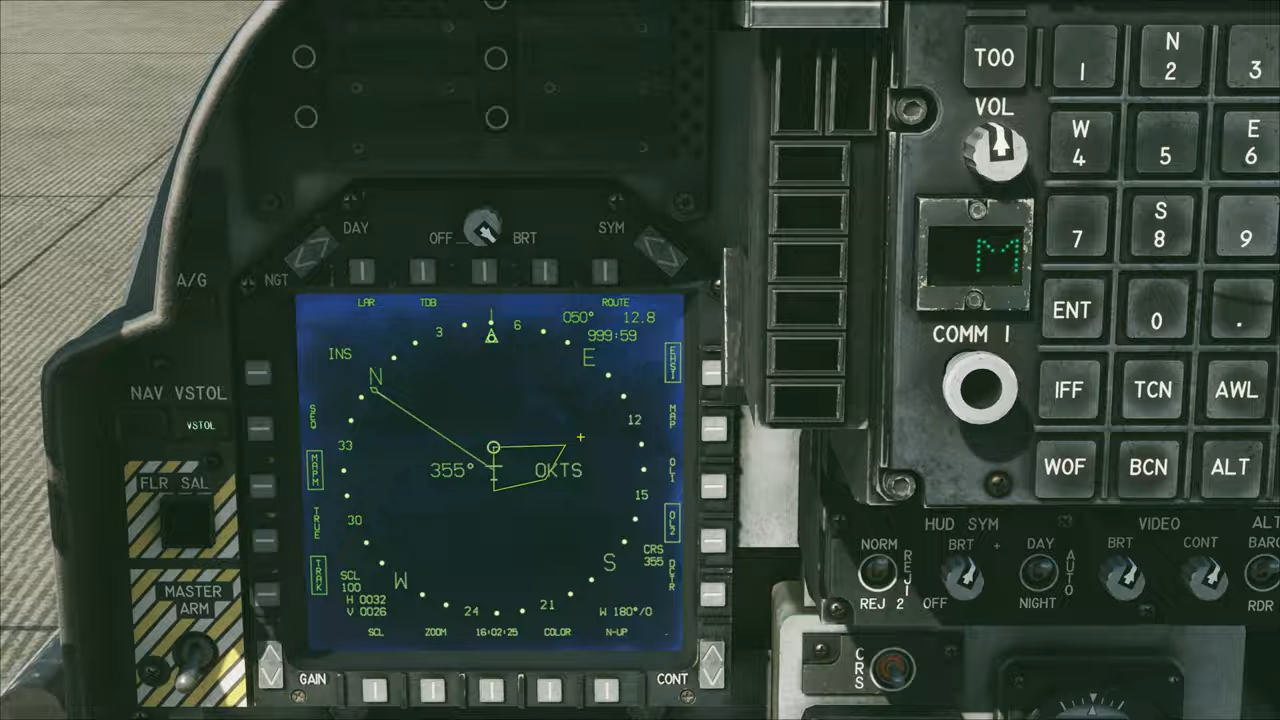 TOO
1
N
2
3
VOL
W
4
5
E
6
7
S
8
9
M
COMM 1
ENT
0
.
IFF
TCN
AWL
WOF
BCN
ALT
DAY
OFF
BRT
SYM
A/G
NGT
LAR
TDB
ROUTE
050° 12.8
999:59
INS
3
6
E
N
12
33
355°
0KTS
15
30
S
W
24
21
SEQ
MAPM
TRUE
TRAK
EHSI
MAP
OL1
OL2
CRS
355
SCL
100
H 0032
V 0026
W 180°/0
SCL
ZOOM
16:02:25
COLOR
N-UP
NAV VSTOL
VSTOL
FLR SAL
MASTER
ARM
GAIN
CONT
HUD SYM
VIDEO
ALT
NORM
REJ 1
BRT
DAY
AUTO
BRT
CONT
BARO
REJ 2
OFF
NIGHT
RDR
CRS